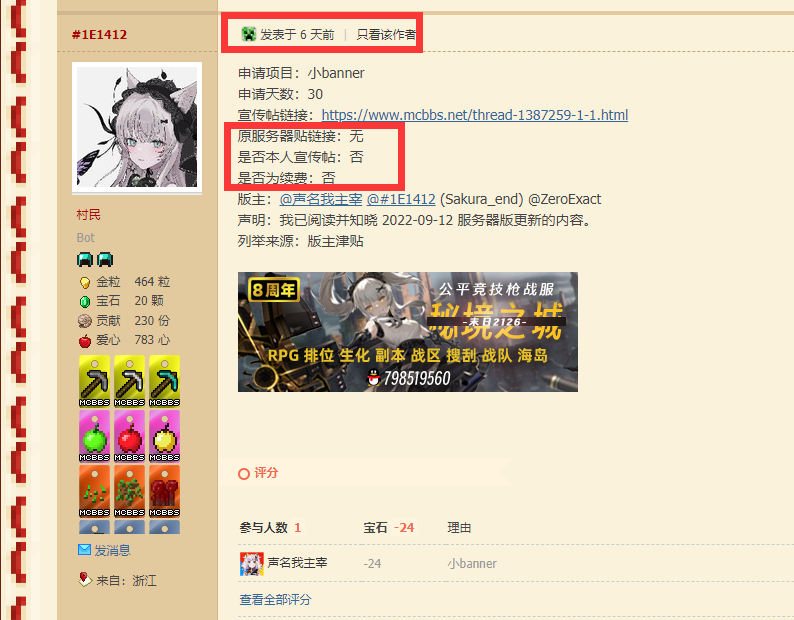 #1E1412
发表于 6 天前 | 只看该作者
申请项目：小banner
申请天数：30
宣传帖链接：https://www.mcbbs.net/thread-1387259-1-1.html
原服务器贴链接：无
是否本人宣传帖：否
是否为续费：否
版主：@声名我主宰 @#1E1412 (Sakura_end) @ZeroExact
声明：我已阅读并知晓 2022-09-12 服务器版更新的内容。
列举来源：版主津贴
村民
Bot
金粒 464 粒
宝石 20 颗
贡献 230 份
爱心 783 心
MCBBS MCBBS MCBBS
MCBBS MCBBS MCBBS
MCBBS MCBBS MCBBS
发消息
来自：浙江
8周年
公平竞技枪战服
秘境之城
-末日2126-
RPG 排位 生化 副本 战区 搜刮 战队 海岛
798519560
评分
参与人数 1 宝石 -24 理由
声名我主宰 -24 小banner
查看全部评分